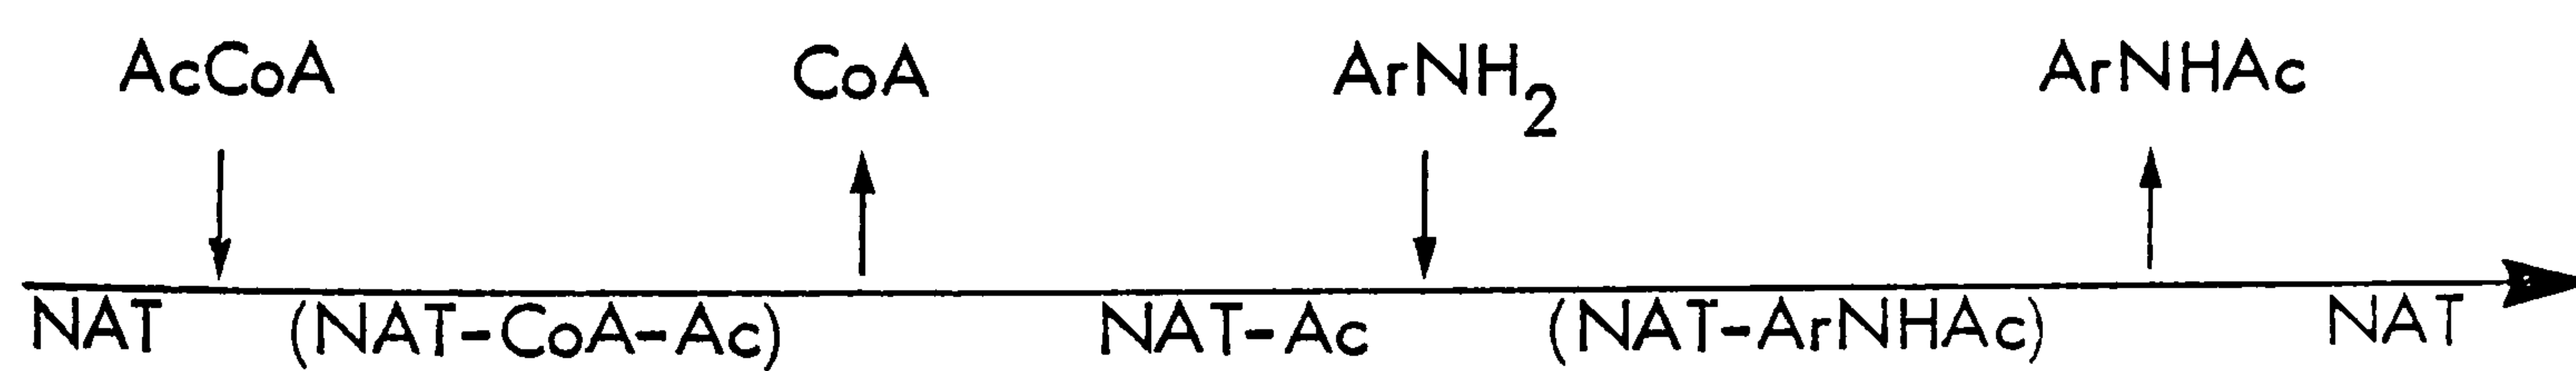 AcCoA CoA ArNH₂ ArNHAc
NAT (NAT-CoA-Ac) NAT-Ac (NAT-ArNHAc) NAT